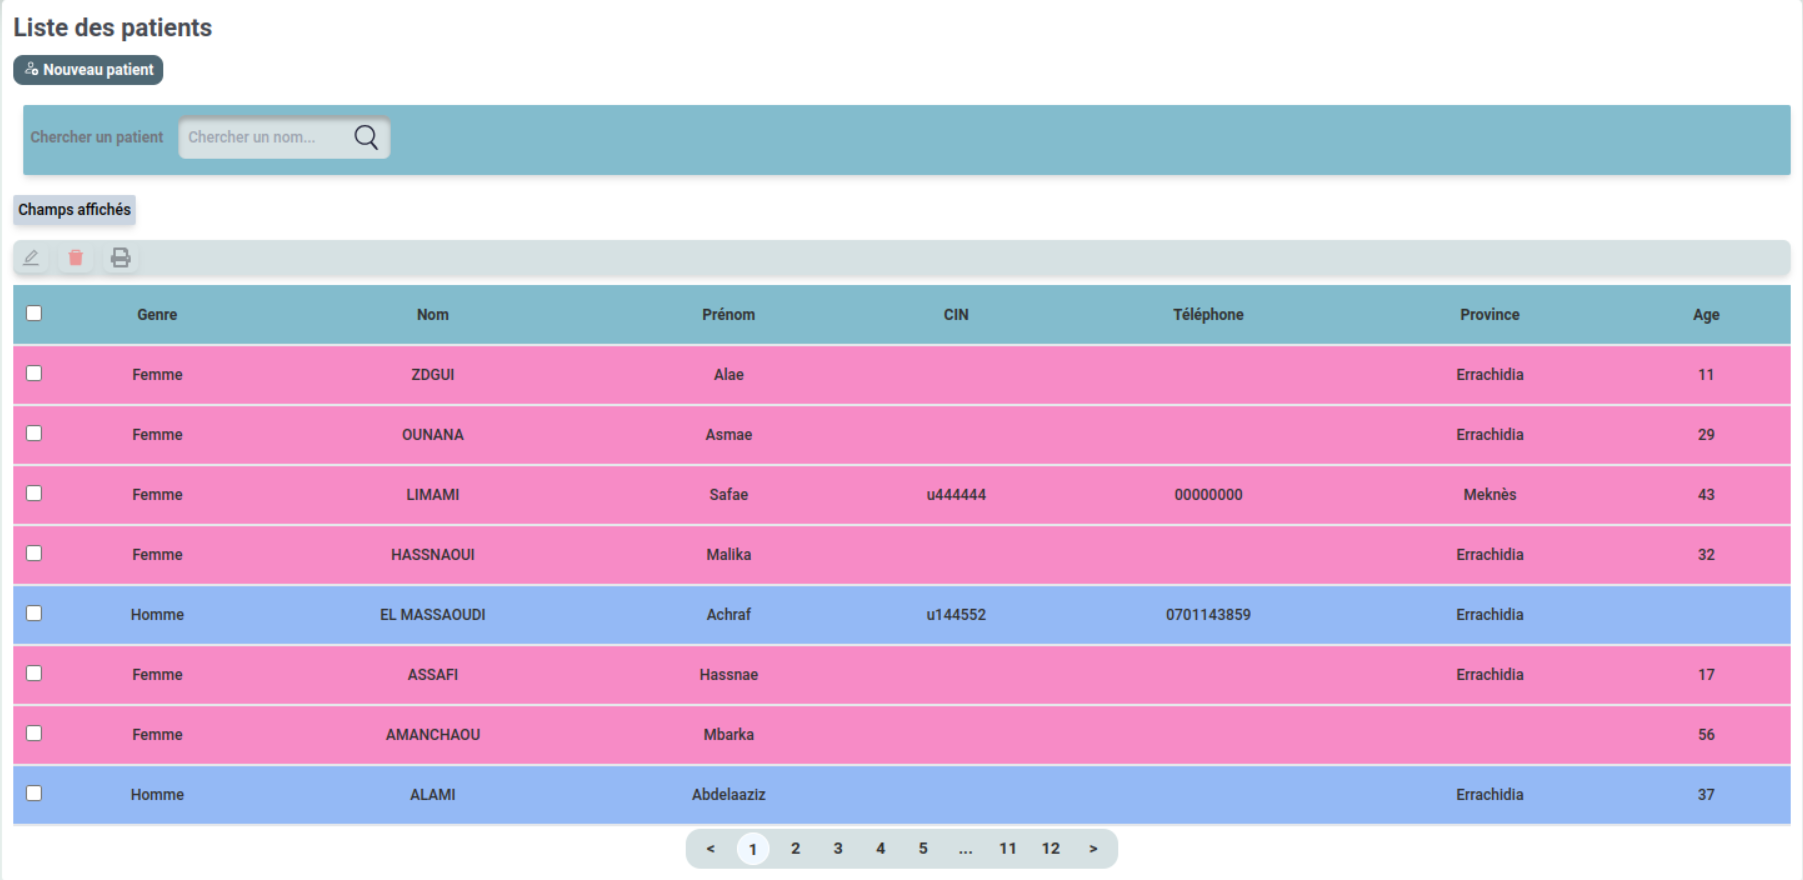 Liste des patients
Nouveau patient
Chercher un patient Chercher un nom...
Champs affichés
Genre Nom Prénom CIN Téléphone Province Age
Femme ZDGUI Alae Errachidia 11
Femme OUNANA Asmae Errachidia 29
Femme LIMAMI Safae u444444 00000000 Meknès 43
Femme HASSNAOUI Malika Errachidia 32
Homme EL MASSAOUDI Achraf u144552 0701143859 Errachidia
Femme ASSAFI Hassnae Errachidia 17
Femme AMANCHAOU Mbarka 56
Homme ALAMI Abdelaaziz Errachidia 37
< 1 2 3 4 5 ... 11 12 >